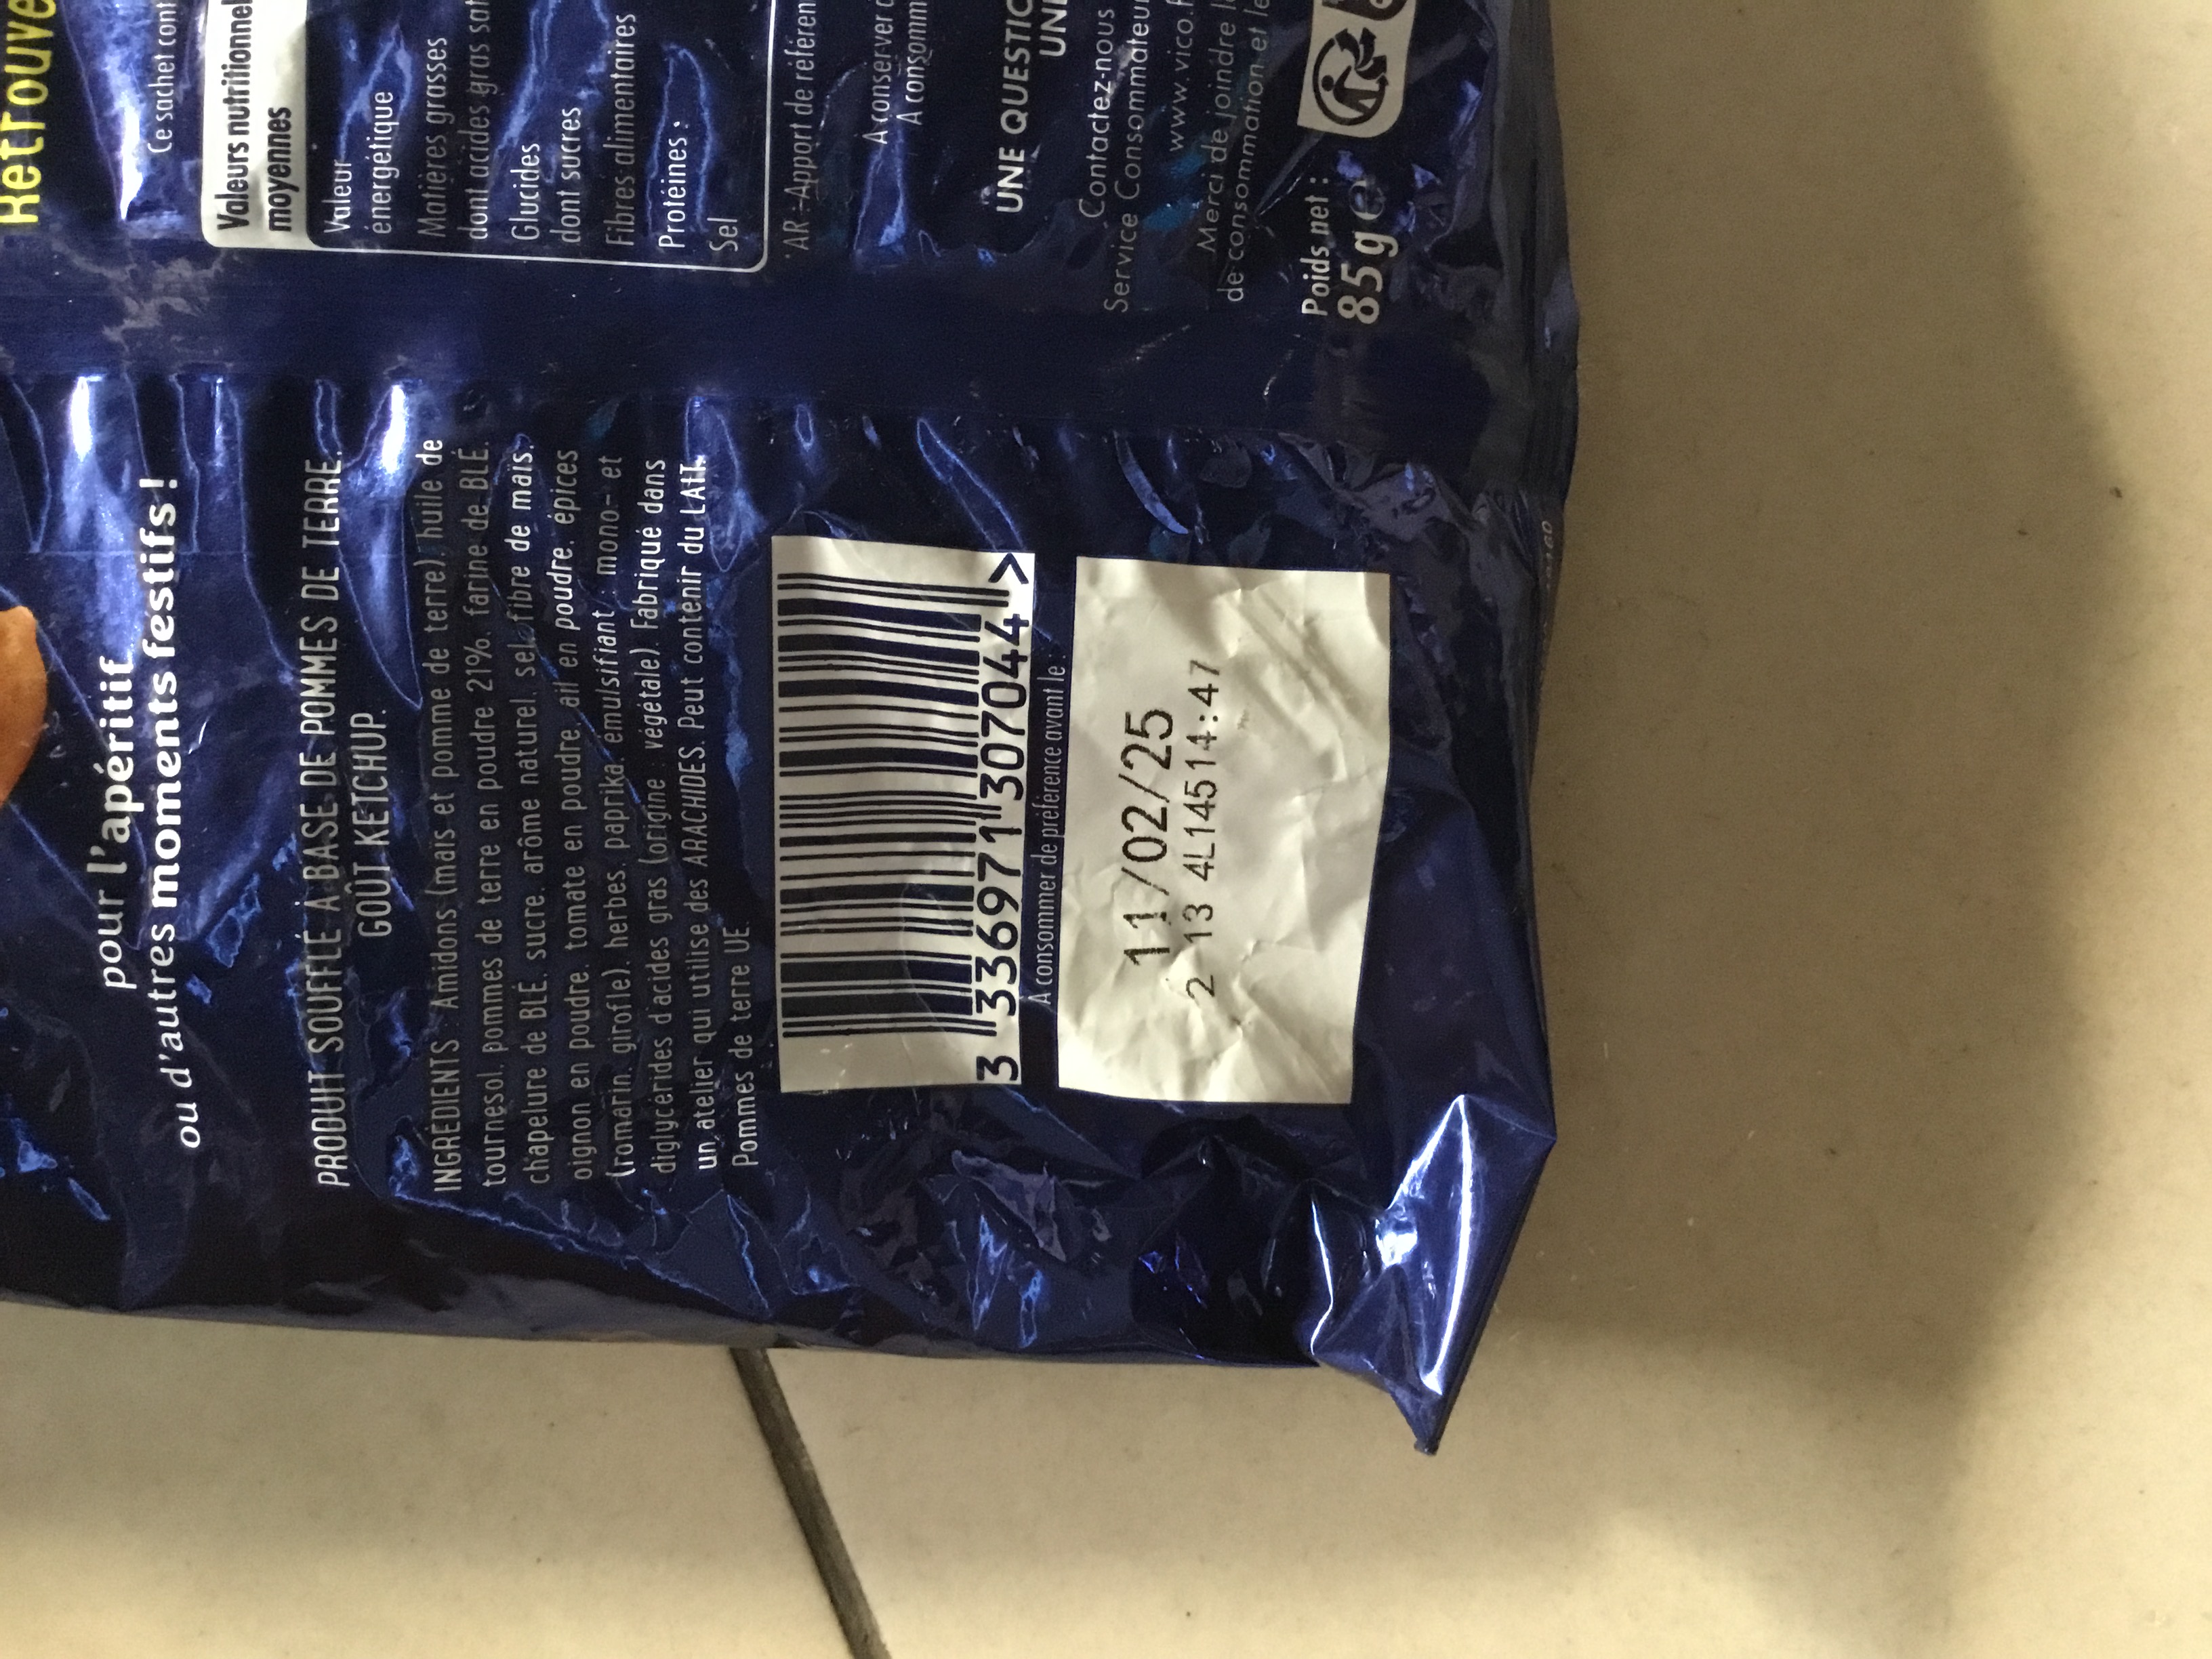 pour l'apéritif
ou d'autres moments festifs!
PRODUIT SOUFFLÉ À BASE DE POMMES DE TERRE,
GOÛT KETCHUP.
INGRÉDIENTS : Amidons (maïs et pomme de terre), huile de
tournesol, pommes de terre en poudre 21%, farine de BLÉ,
chapelure de BLÉ, sucre, arôme naturel, sel, fibre de maïs,
oignon en poudre, tomate en poudre, ail en poudre, épices
(romarin, girofle), herbes, paprika, émulsifiant : mono- et
diglycérides d'acides gras (origine : végétale). Fabriqué dans
un atelier qui utilise des ARACHIDES. Peut contenir du LAIT.
Pommes de terre UE
3 336971 307044 >
À consommer de préférence avant le :
11/02/25
2 13 4L14514:47
Retrouve
Ce sachet cont
Valeurs nutritionnel
moyennes
Valeur
énergétique
Matières grasses
dont acides gras sat
Glucides
dont sucres
Fibres alimentaires
Protéines :
Sel
*AR : Apport de référen
A conserver
A consomm
UNE QUESTIO
UN
Contactez-nous
Service Consommateur
www.vico.f
Merci de joindre l
de consommation et le
Poids net :
85 g e